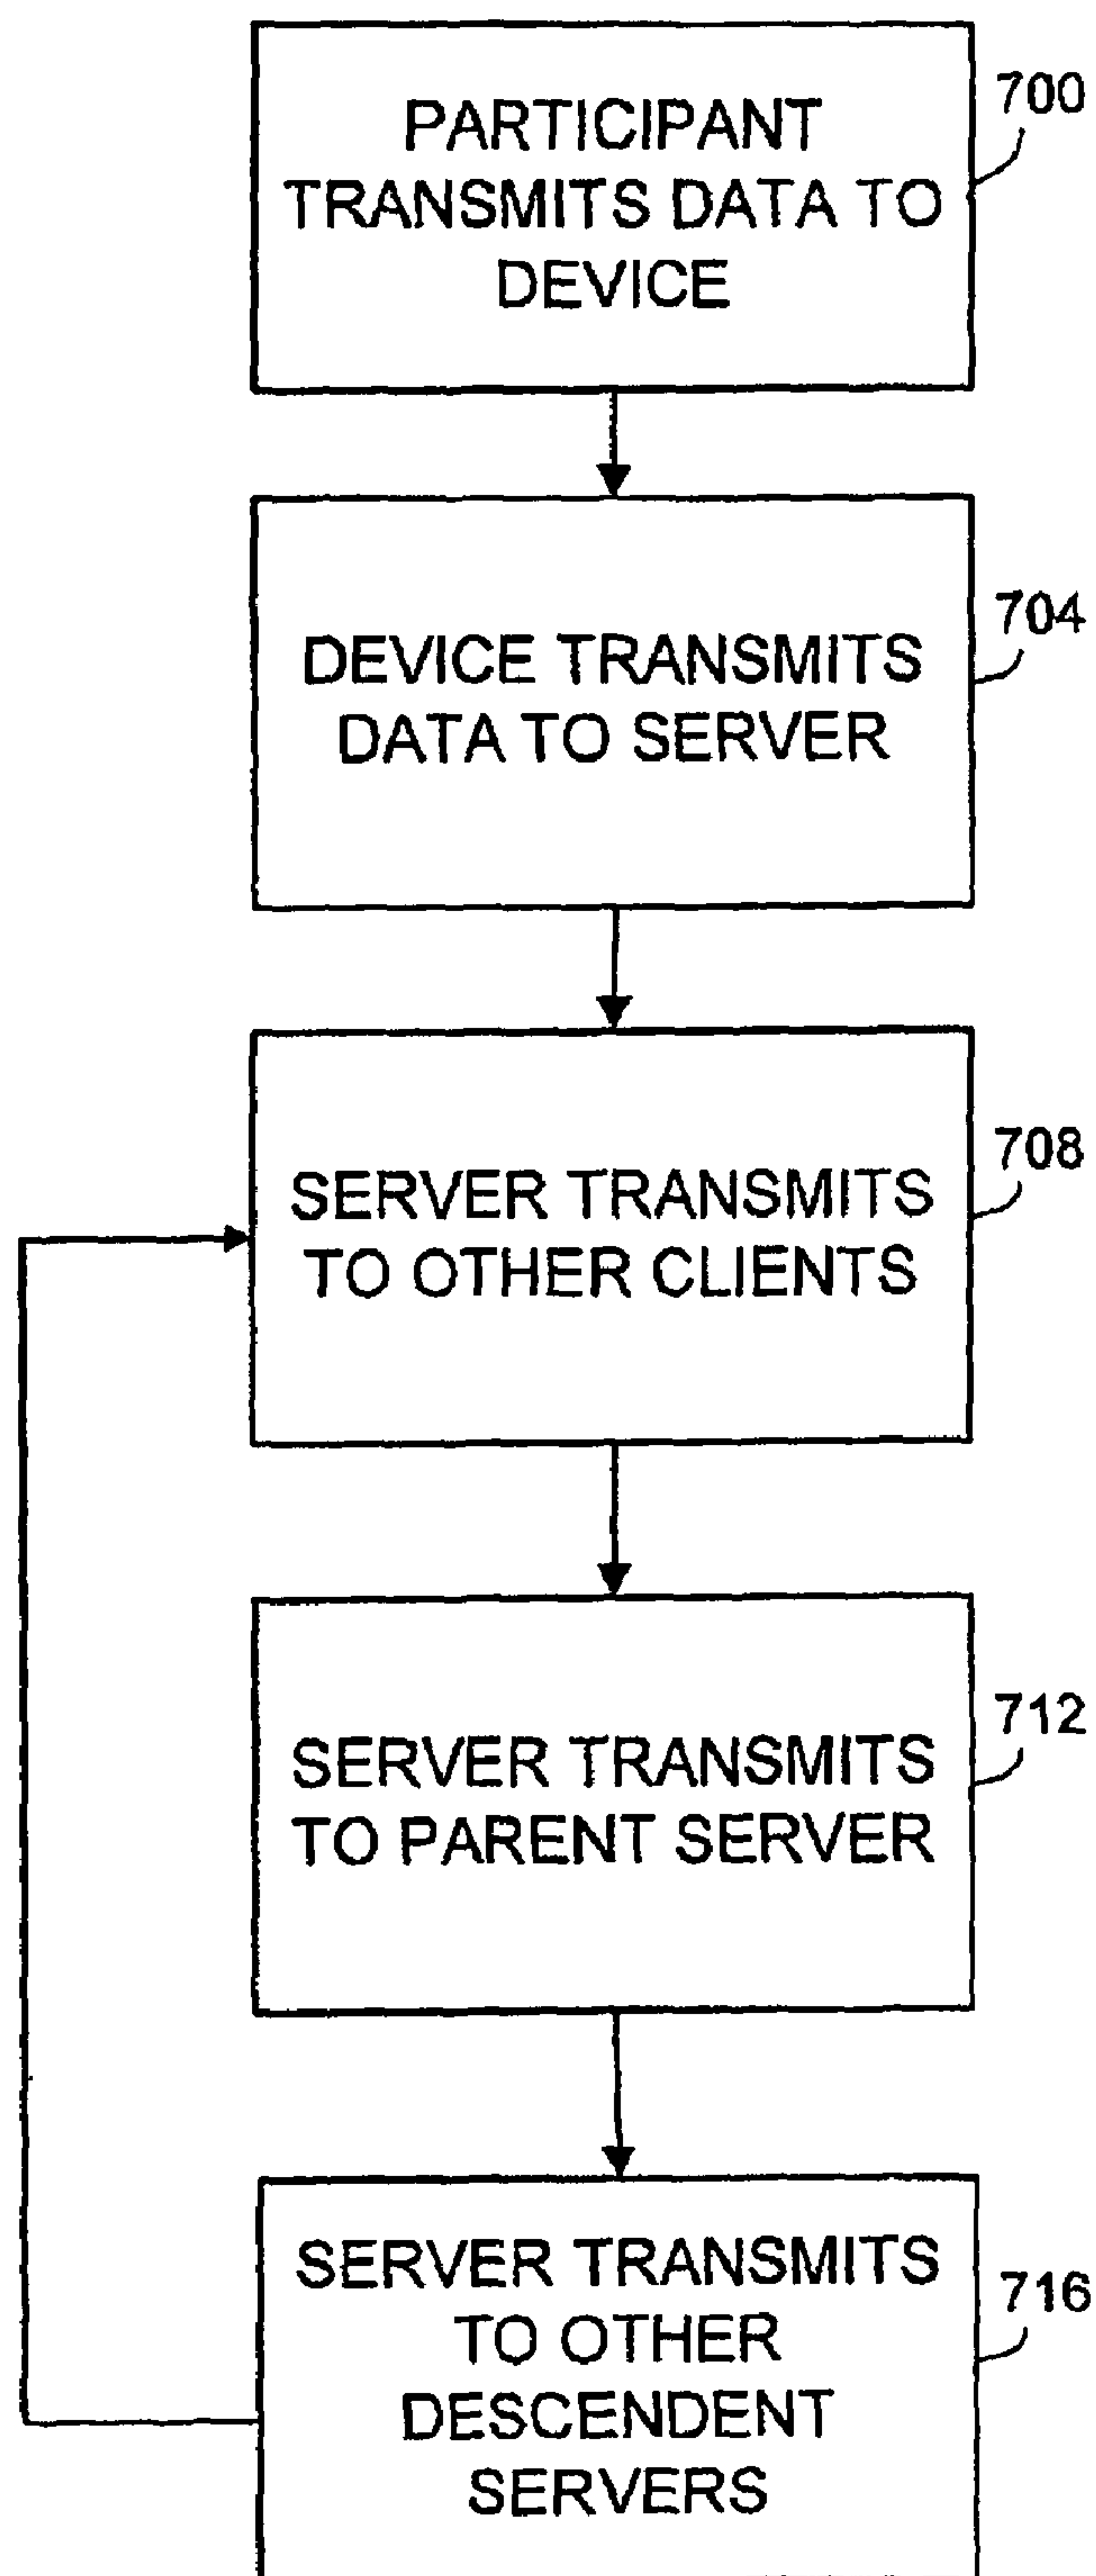 PARTICIPANT
TRANSMITS DATA TO
DEVICE
700
DEVICE TRANSMITS
DATA TO SERVER
704
SERVER TRANSMITS
TO OTHER CLIENTS
708
SERVER TRANSMITS
TO PARENT SERVER
712
SERVER TRANSMITS
TO OTHER
DESCENDENT
SERVERS
716